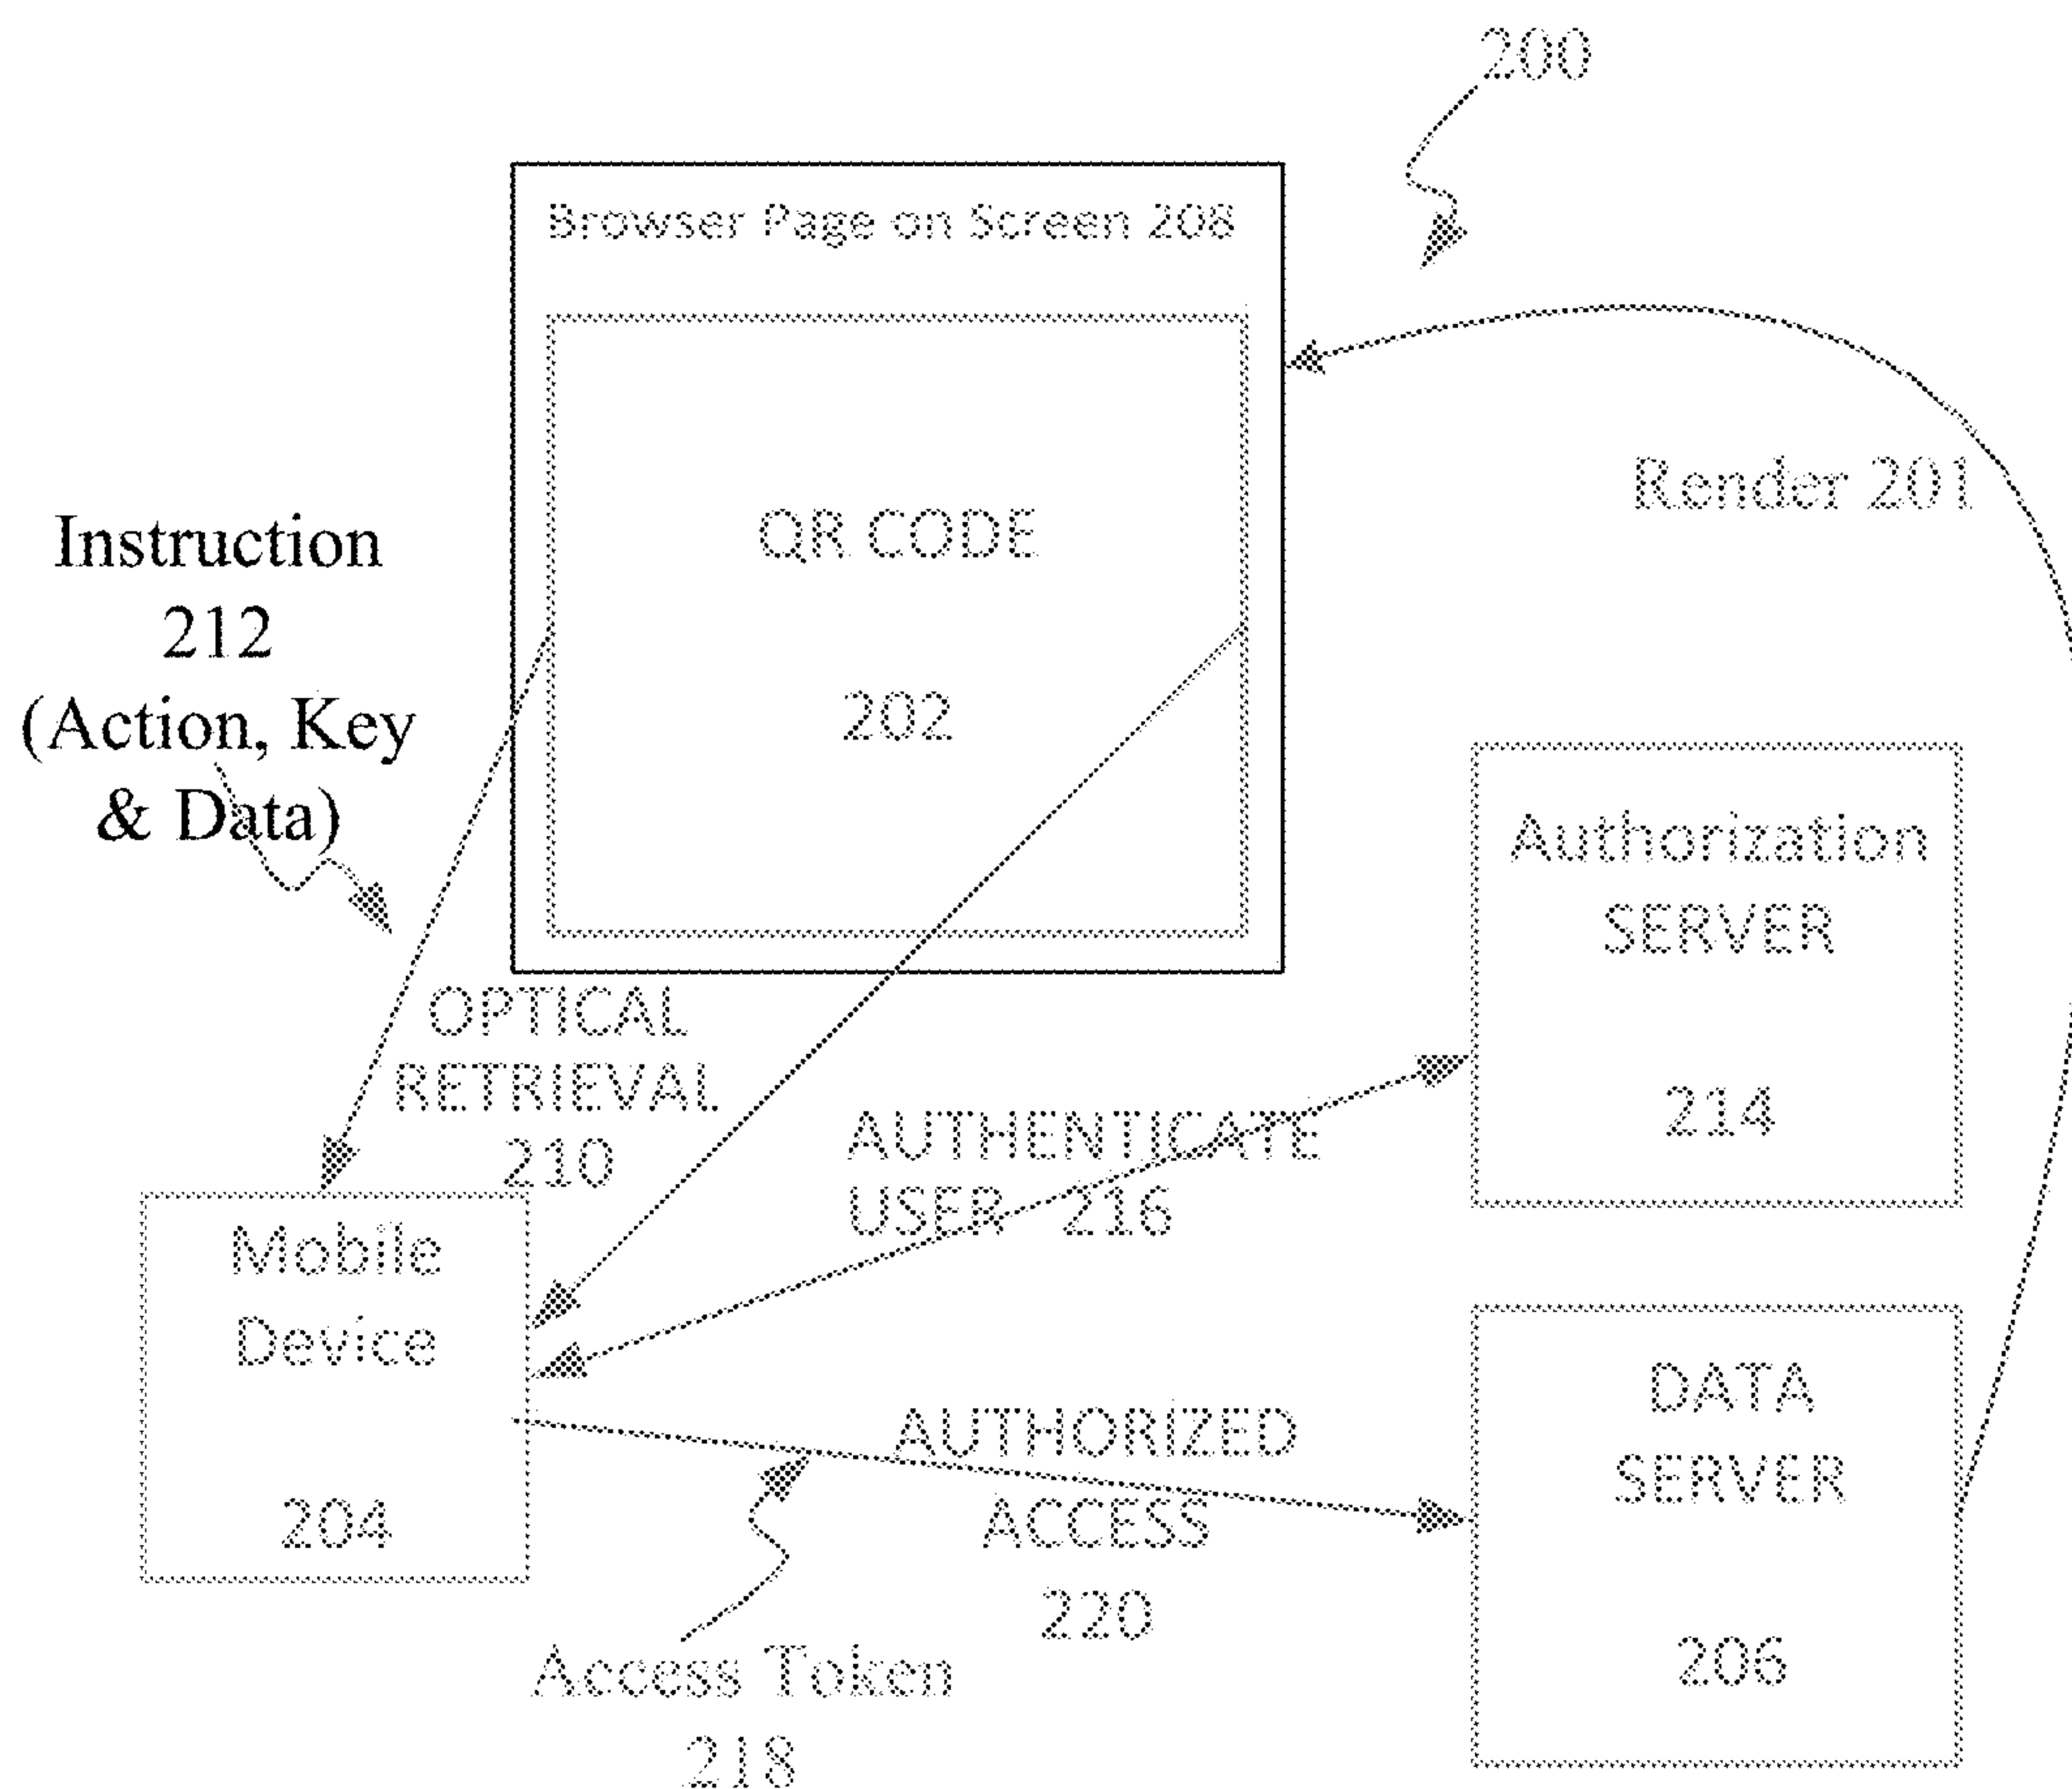 200
Browser Page on Screen 208
QR CODE
202
Render 201
Instruction
212
(Action, Key
& Data)
OPTICAL
RETRIEVAL
210
Authorization
SERVER
214
AUTHENTICATE
USER 216
Mobile
Device
204
AUTHORIZED
ACCESS
220
DATA
SERVER
206
Access Token
218